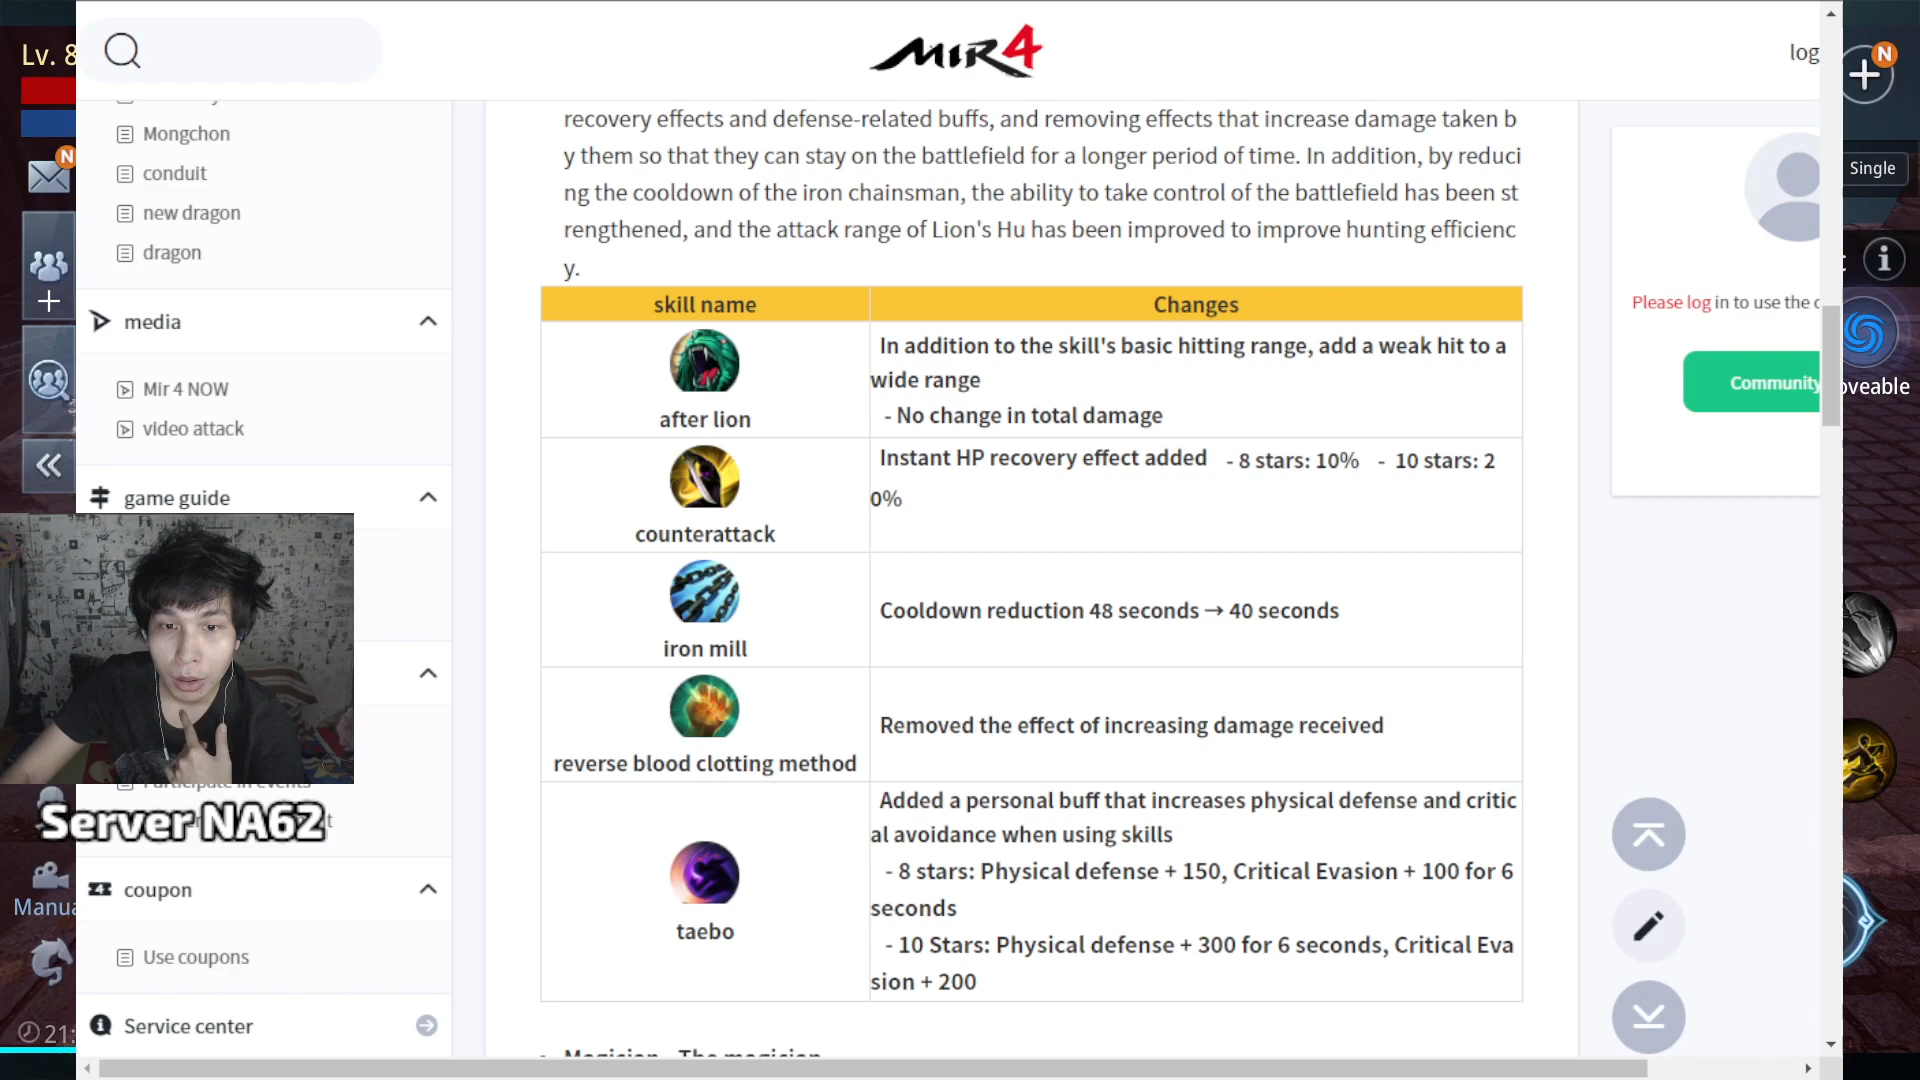 Lv. 8
MIR4
log
N
N
Single
Mongchon
conduit
new dragon
dragon
media
Mir 4 NOW
video attack
game guide
Server NA62
coupon
Manua
Use coupons
Service center
21:
recovery effects and defense-related buffs, and removing effects that increase damage taken b
y them so that they can stay on the battlefield for a longer period of time. In addition, by reduci
ng the cooldown of the iron chainsman, the ability to take control of the battlefield has been st
rengthened, and the attack range of Lion's Hu has been improved to improve hunting efficienc
y.
skill name
Changes
after lion
In addition to the skill's basic hitting range, add a weak hit to a
wide range
- No change in total damage
counterattack
Instant HP recovery effect added - 8 stars: 10% - 10 stars: 2
0%
iron mill
Cooldown reduction 48 seconds → 40 seconds
reverse blood clotting method
Removed the effect of increasing damage received
taebo
Added a personal buff that increases physical defense and critic
al avoidance when using skills
- 8 stars: Physical defense + 150, Critical Evasion + 100 for 6
seconds
- 10 Stars: Physical defense + 300 for 6 seconds, Critical Eva
sion + 200
Magician - The magician
Please log in to use the c
Community
oveable